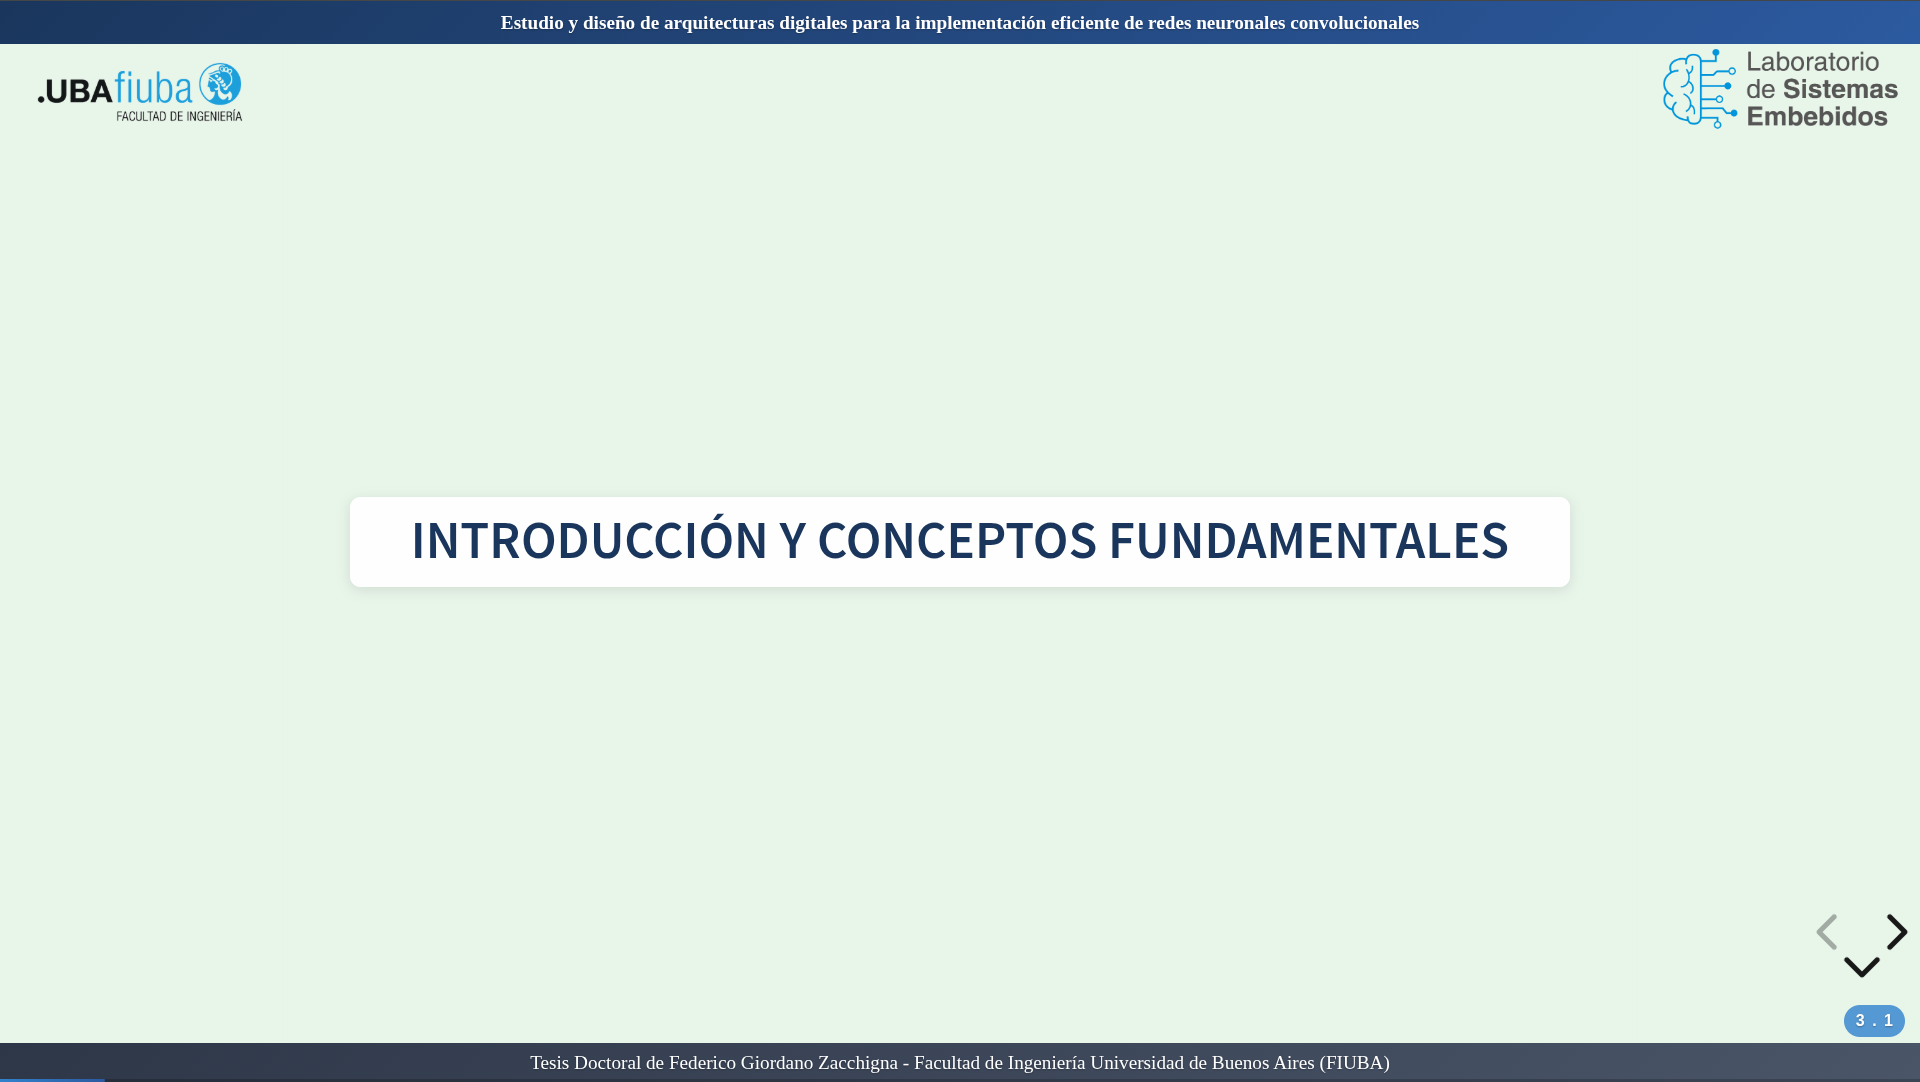 Estudio y diseño de arquitecturas digitales para la implementación eficiente de redes neuronales convolucionales
.UBAfiuba
FACULTAD DE INGENIERÍA
Laboratorio
de Sistemas
Embebidos
INTRODUCCIÓN Y CONCEPTOS FUNDAMENTALES
3 . 1
Tesis Doctoral de Federico Giordano Zacchigna - Facultad de Ingeniería Universidad de Buenos Aires (FIUBA)